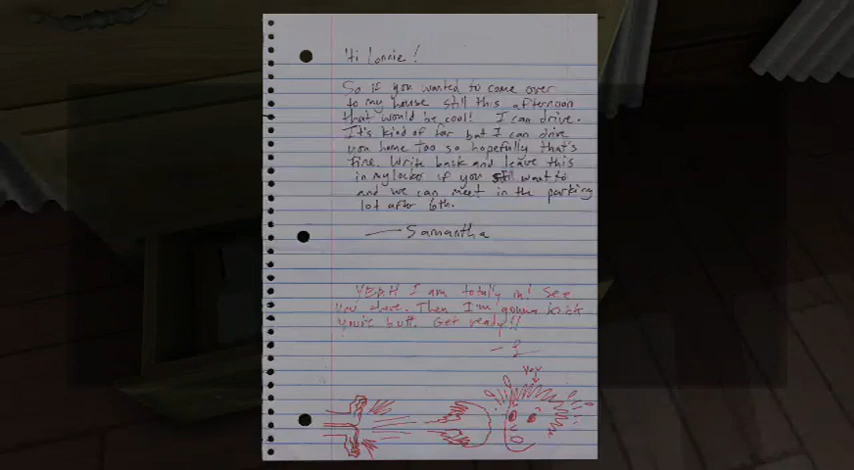 Hi Lonnie!
So if you wanted to come over
to my house still this afternoon
that would be cool! I can drive.
It's kind of far but I can drive
you home too so hopefully that's
fine. Write back and leave this
in my locker if you still want to
and we can meet in the parking
lot after 6th.
— Samantha
YEAH I am totally in! See
you there. Then I'm gonna kick
you're butt. Get ready!!
- L
you